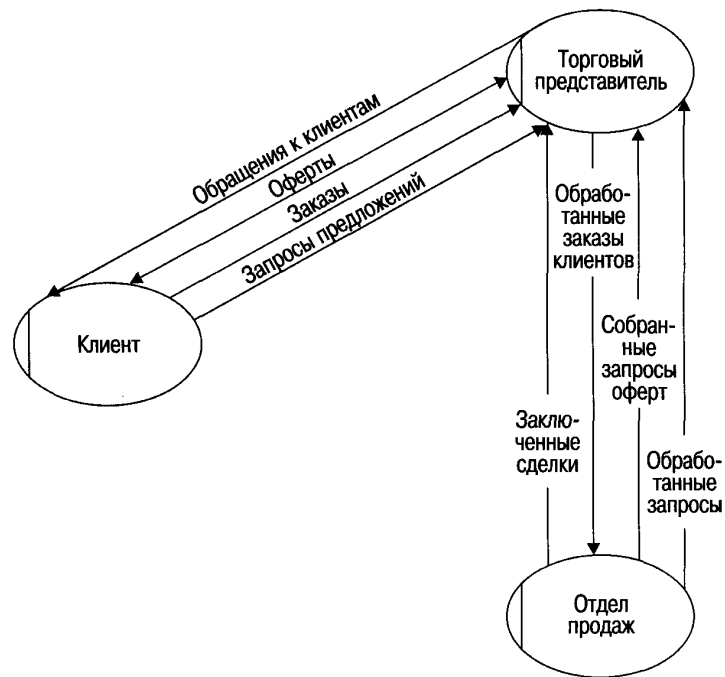 Торговый
представитель
Обращения к клиентам
Оферты
Заказы
Запросы предложений
Клиент
Обрабо-
танные
заказы
клиентов
Собран-
ные
запросы
оферт
Заклю-
ченные
сделки
Обрабо-
танные
запросы
Отдел
продаж